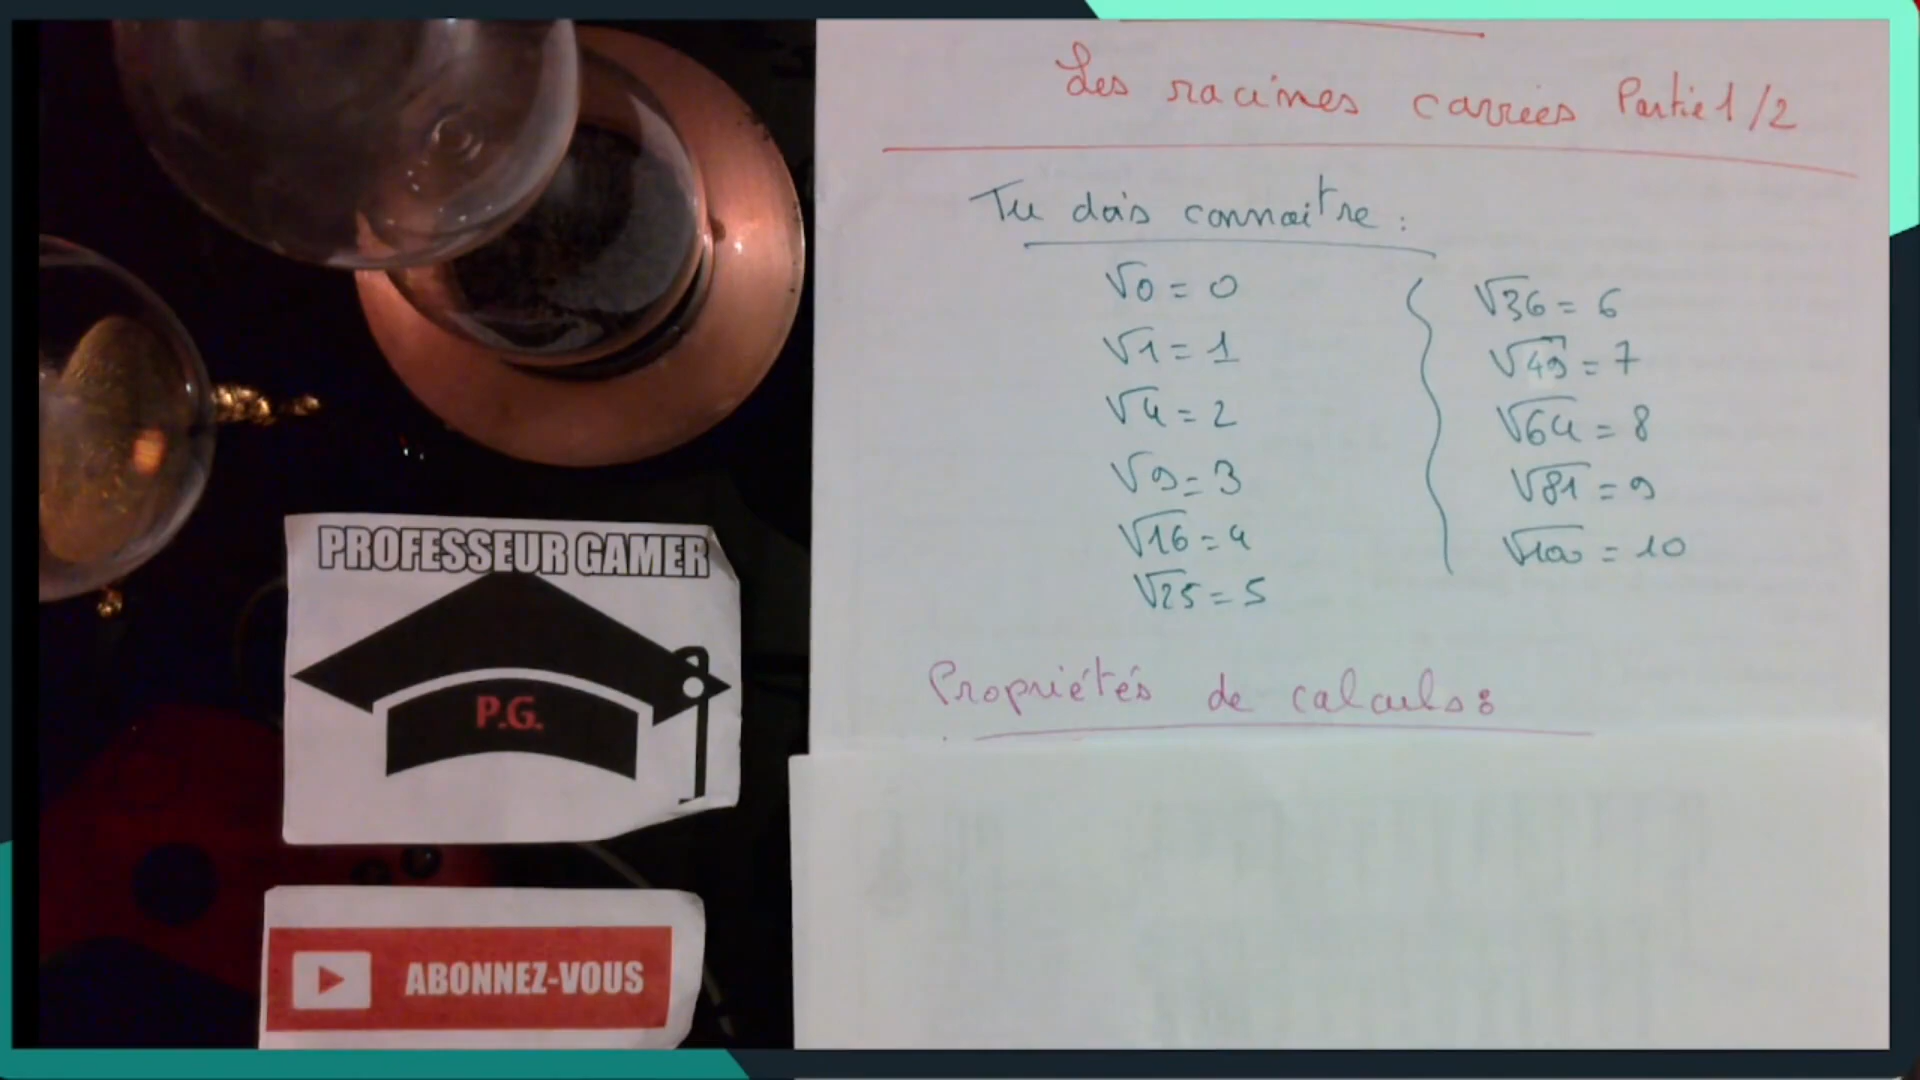 Les racines carrées Partie 1/2
Tu dois connaitre :
√0 = 0
√1 = 1
√4 = 2
√9 = 3
√16 = 4
√25 = 5
√36 = 6
√49 = 7
√64 = 8
√81 = 9
√100 = 10
Propriétés de calculs :
PROFESSEUR GAMER
P.G.
ABONNEZ-VOUS